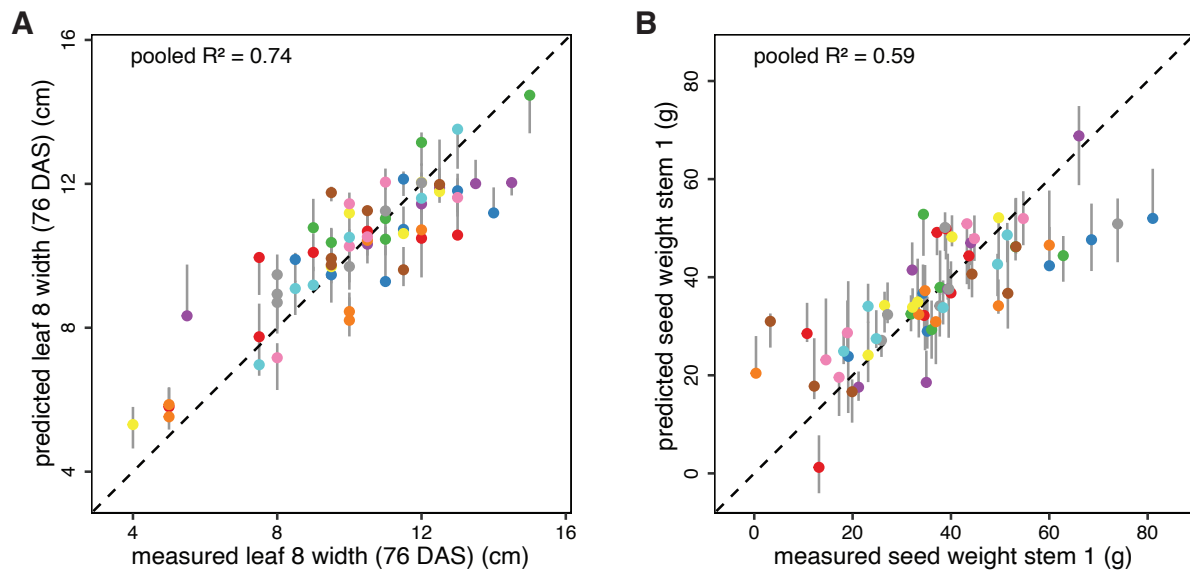 A
pooled R² = 0.74
predicted leaf 8 width (76 DAS) (cm)
16
12
8
4
4 8 12 16
measured leaf 8 width (76 DAS) (cm)
B
pooled R² = 0.59
predicted seed weight stem 1 (g)
80
60
40
20
0
0 20 40 60 80
measured seed weight stem 1 (g)